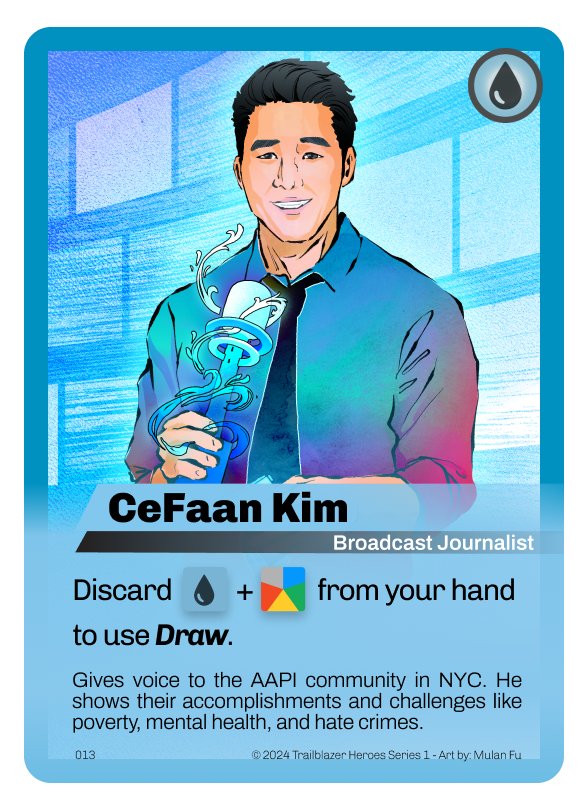 CeFaan Kim
Broadcast Journalist
Discard + from your hand
to use Draw.
Gives voice to the AAPI community in NYC. He
shows their accomplishments and challenges like
poverty, mental health, and hate crimes.
013 © 2024 Trailblazer Heroes Series 1 - Art by: Mulan Fu